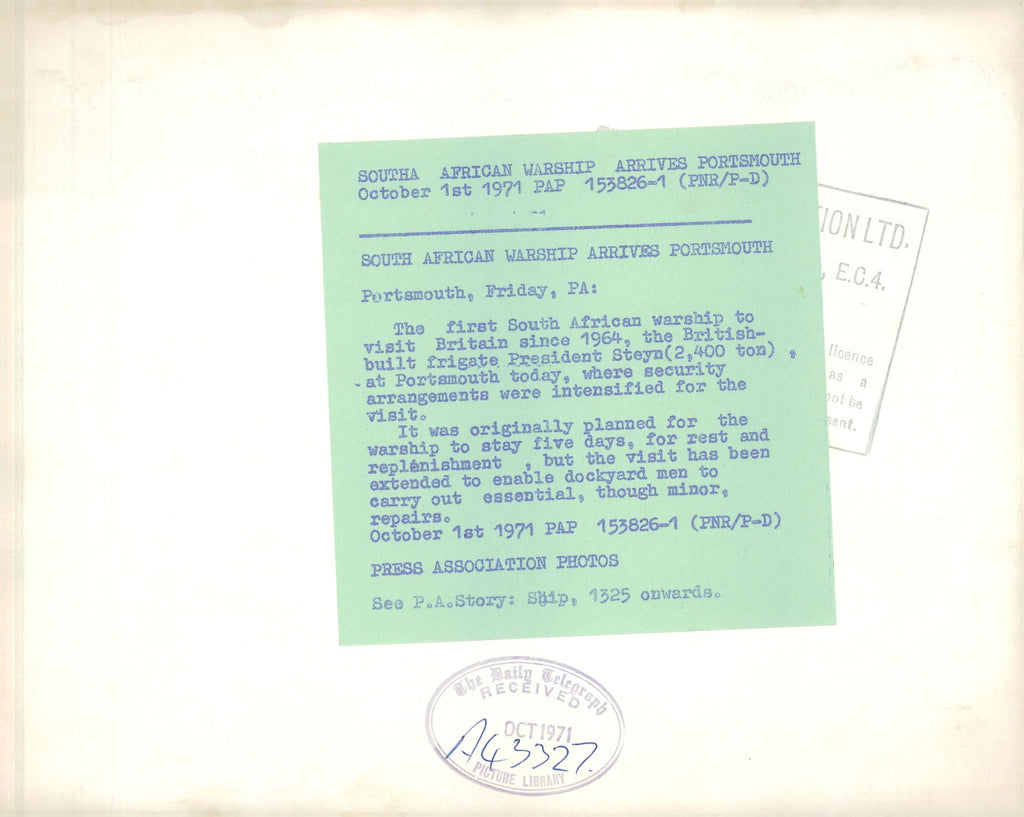 SOUTHA AFRICAN WARSHIP ARRIVES PORTSMOUTH
October 1st 1971 PAP 153826-1 (PNR/P-D)
SOUTH AFRICAN WARSHIP ARRIVES PORTSMOUTH
Portsmouth, Friday, PA:
The first South African warship to
visit Britain since 1964, the British-
built frigate President Steyn(2,400 ton) ,
at Portsmouth today, where security
arrangements were intensified for the
visit.
It was originally planned for the
warship to stay five days, for rest and
replenishment , but the visit has been
extended to enable dockyard men to
carry out essential, though minor,
repairs.
October 1st 1971 PAP 153826-1 (PNR/P-D)
PRESS ASSOCIATION PHOTOS
See P.A.Story: Ship, 1325 onwards.
TION LTD.
, E.C.4.
licence
as a
not be
sent.
The Daily Telegraph
RECEIVED
OCT 1971
A43327.
PICTURE LIBRARY